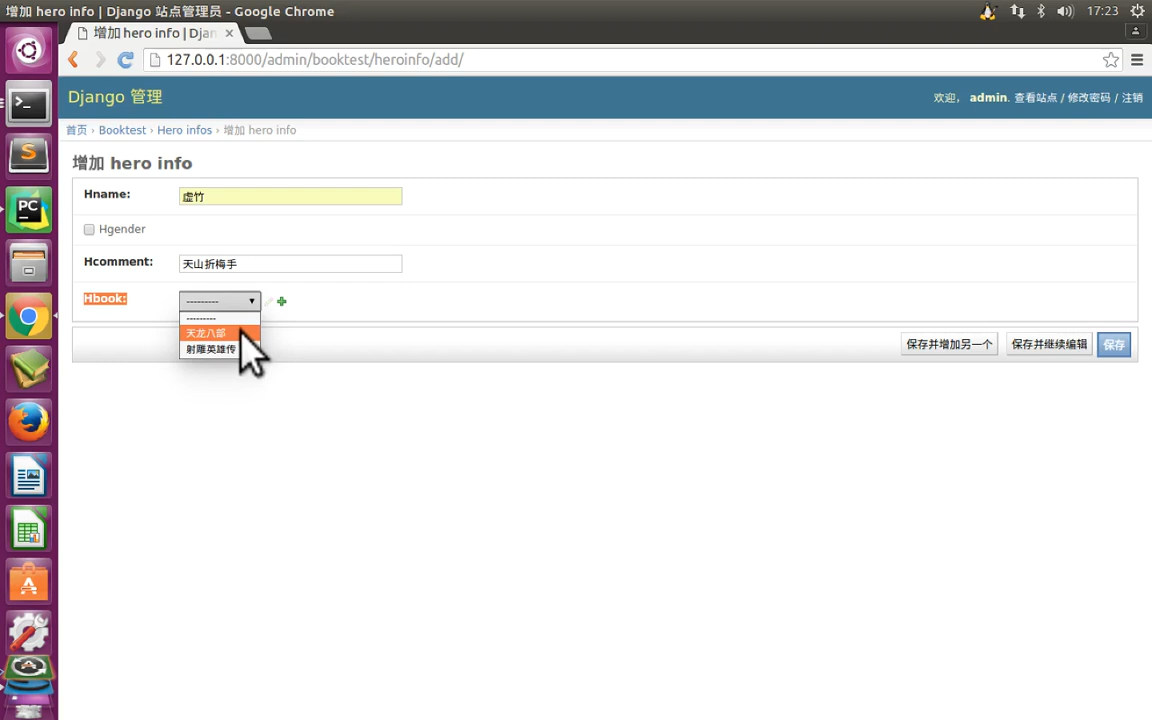 增加 hero info | Django 站点管理员 - Google Chrome
17:23
增加 hero info | Djan
127.0.0.1:8000/admin/booktest/heroinfo/add/
Django 管理
欢迎， admin. 查看站点 / 修改密码 / 注销
首页 › Booktest › Hero infos › 增加 hero info
增加 hero info
Hname:
虚竹
Hgender
Hcomment:
天山折梅手
Hbook:
---------
---------
天龙八部
射雕英雄传
保存并增加另一个
保存并继续编辑
保存
>_
S
PC
A